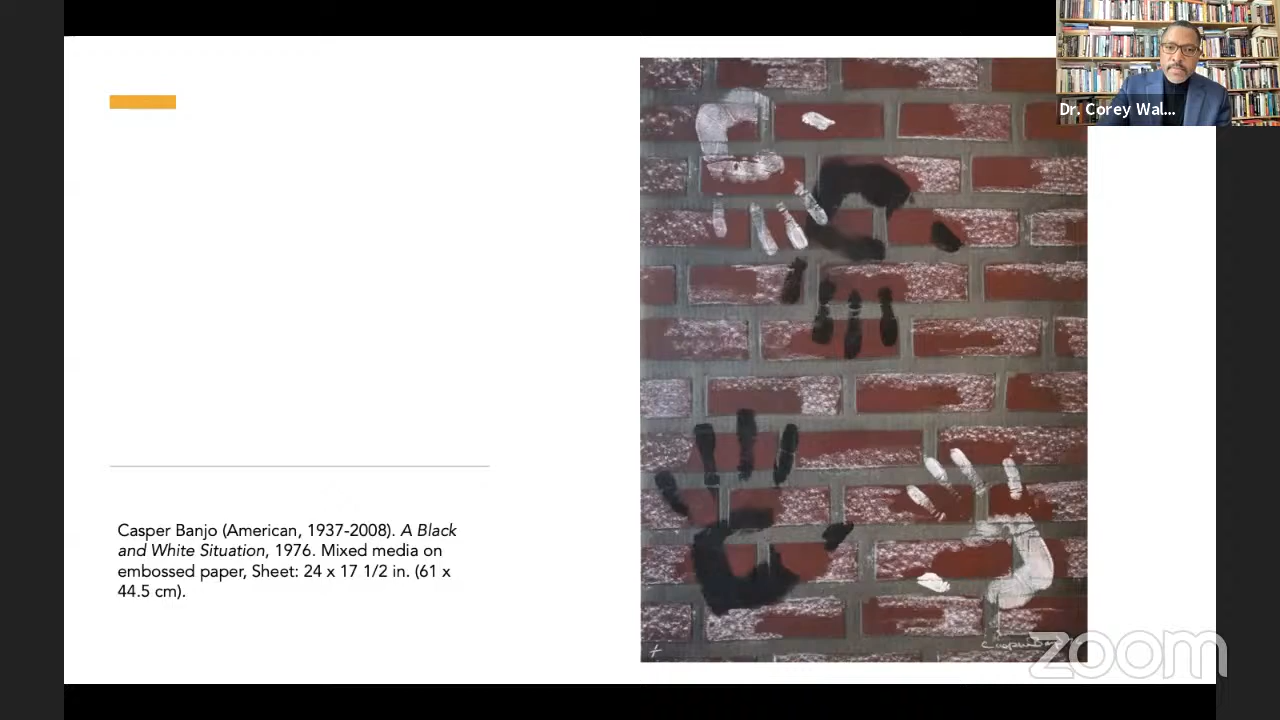 Dr. Corey Wal...
Casper Banjo (American, 1937-2008). A Black
and White Situation, 1976. Mixed media on
embossed paper, Sheet: 24 x 17 1/2 in. (61 x
44.5 cm).
zoom